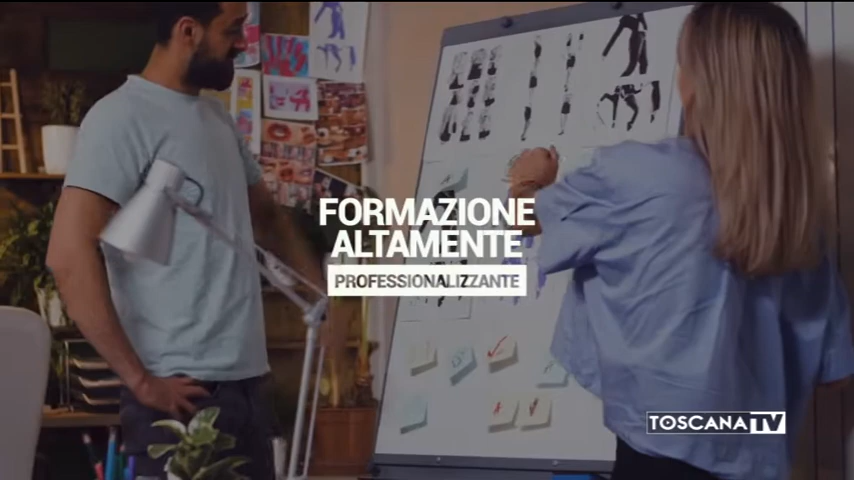 FORMAZIONE
ALTAMENTE
PROFESSIONALIZZANTE
TOSCANA TV